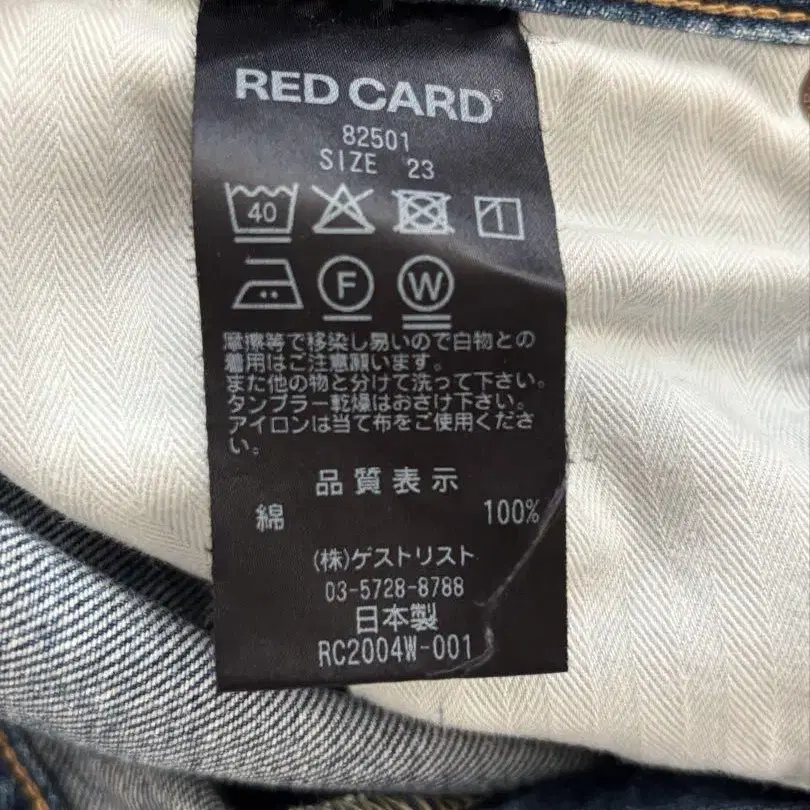 RED CARD®
82501
SIZE 23
40
F W
摩擦等で移染し易いので白物との
着用はご注意願います。
また他の物と分けて洗って下さい。
タンブラー乾燥はおさけ下さい。
アイロンは当て布をご使用くださ
い。
品質表示
綿 100%
(株)ゲストリスト
03-5728-8788
日本製
RC2004W-001